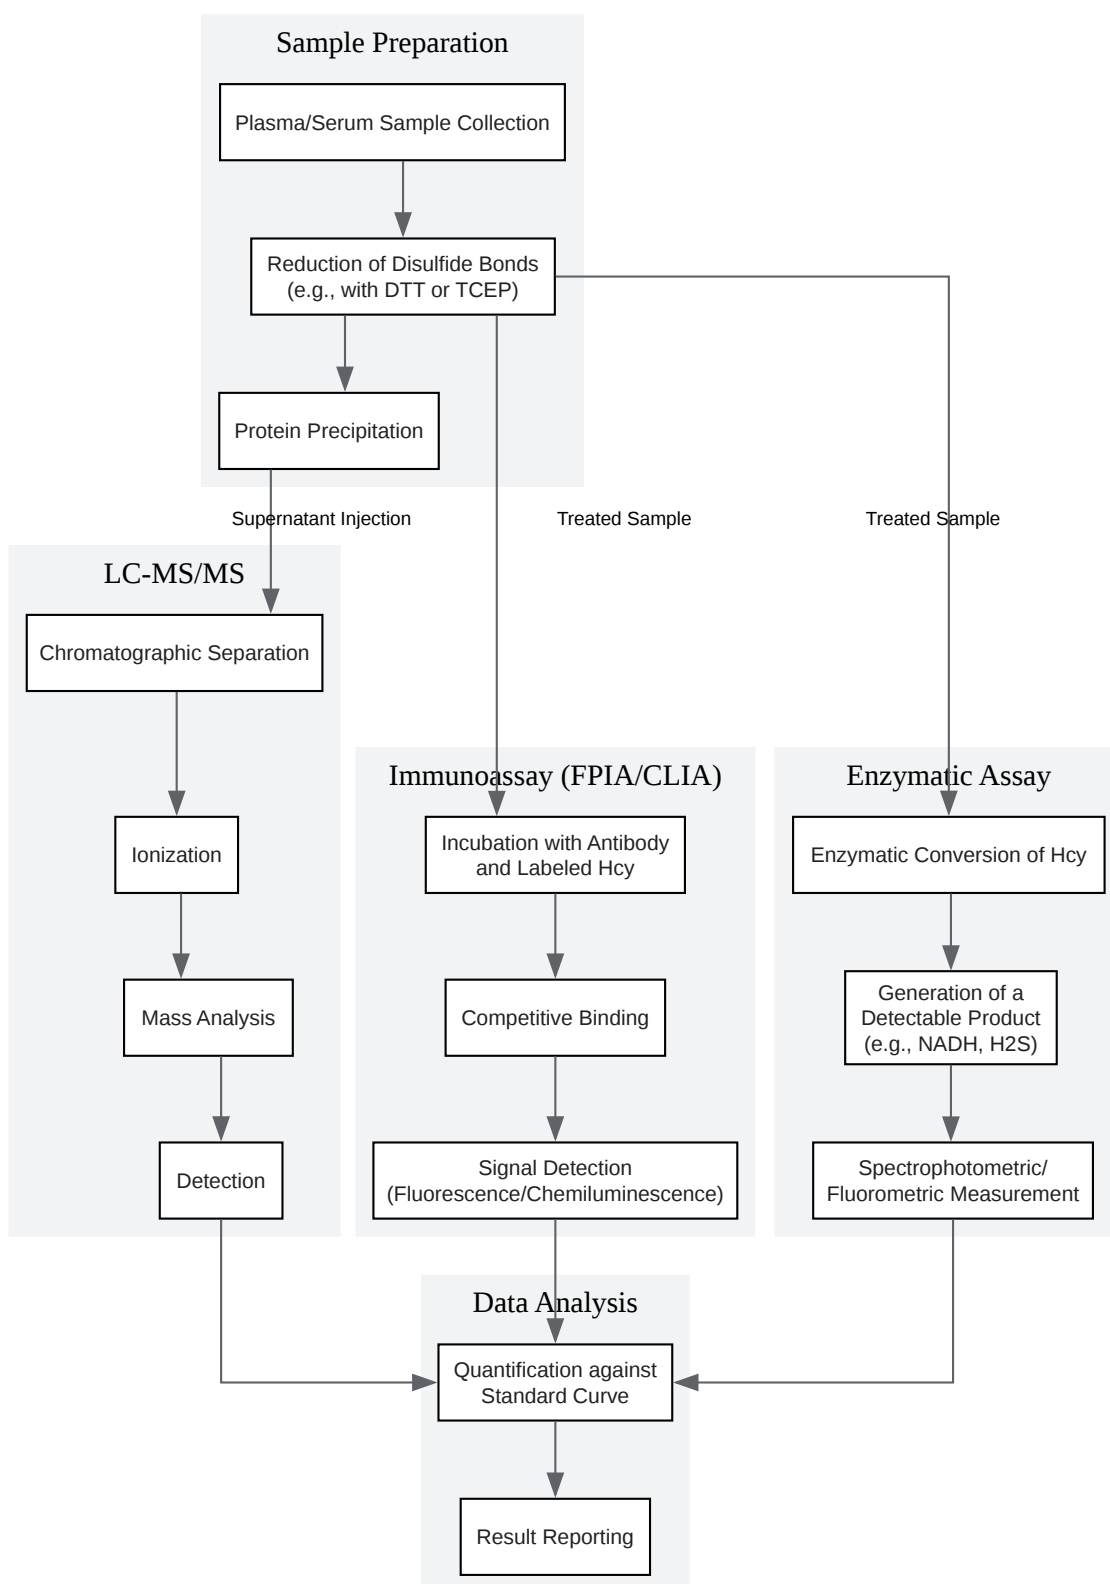 Sample Preparation
Plasma/Serum Sample Collection
Reduction of Disulfide Bonds
(e.g., with DTT or TCEP)
Protein Precipitation
Supernatant Injection
Treated Sample
Treated Sample
LC-MS/MS
Chromatographic Separation
Ionization
Mass Analysis
Detection
Immunoassay (FPIA/CLIA)
Incubation with Antibody
and Labeled Hcy
Competitive Binding
Signal Detection
(Fluorescence/Chemiluminescence)
Enzymatic Assay
Enzymatic Conversion of Hcy
Generation of a
Detectable Product
(e.g., NADH, H2S)
Spectrophotometric/
Fluorometric Measurement
Data Analysis
Quantification against
Standard Curve
Result Reporting